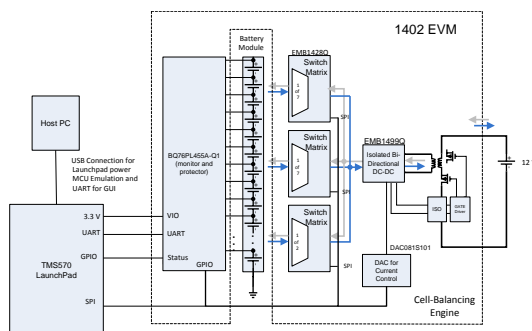 1402 EVM
Battery
Module
EMB1428Q
Switch
Matrix
1
of
7
SPI
Host PC
USB Connection for
Launchpad power
MCU Emulation and
UART for GUI
BQ76PL455A-Q1
(monitor and
protector)
Switch
Matrix
1
of
7
SPI
EMB1499Q
Isolated Bi-
Directional
DC-DC
12
ISO
GATE
Driver
3.3 V
VIO
UART
UART
GPIO
Status
GPIO
TMS570
LaunchPad
SPI
Switch
Matrix
1
of
2
SPI
DAC081S101
DAC for
Current
Control
Cell-Balancing
Engine